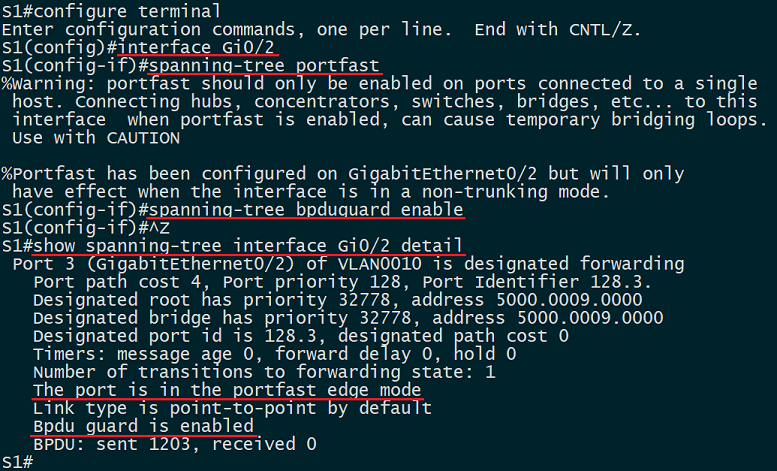 S1#configure terminal
Enter configuration commands, one per line.  End with CNTL/Z.
S1(config)#interface Gi0/2
S1(config-if)#spanning-tree portfast
%Warning: portfast should only be enabled on ports connected to a single
 host. Connecting hubs, concentrators, switches, bridges, etc... to this
 interface  when portfast is enabled, can cause temporary bridging loops.
 Use with CAUTION

%Portfast has been configured on GigabitEthernet0/2 but will only
 have effect when the interface is in a non-trunking mode.
S1(config-if)#spanning-tree bpduguard enable
S1(config-if)#^Z
S1#show spanning-tree interface Gi0/2 detail
 Port 3 (GigabitEthernet0/2) of VLAN0010 is designated forwarding
   Port path cost 4, Port priority 128, Port Identifier 128.3.
   Designated root has priority 32778, address 5000.0009.0000
   Designated bridge has priority 32778, address 5000.0009.0000
   Designated port id is 128.3, designated path cost 0
   Timers: message age 0, forward delay 0, hold 0
   Number of transitions to forwarding state: 1
   The port is in the portfast edge mode
   Link type is point-to-point by default
   Bpdu guard is enabled
   BPDU: sent 1203, received 0
S1#